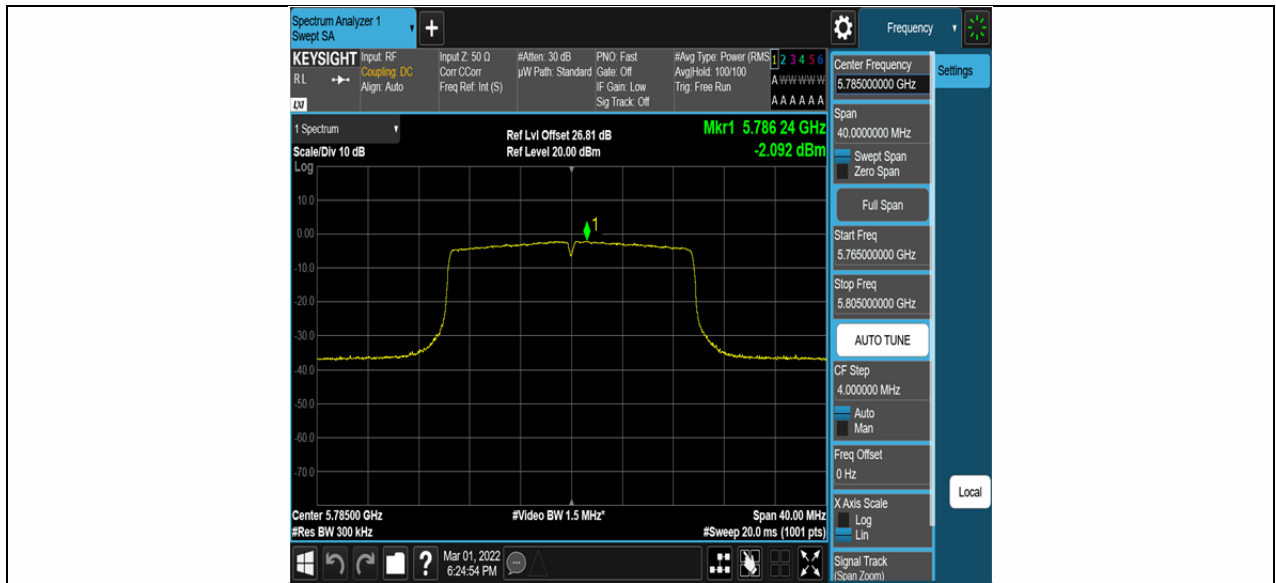 Spectrum Analyzer 1
Swept SA
+
Frequency
KEYSIGHT
RL
LXI
Input: RF
Coupling: DC
Align: Auto
Input Z: 50 Ω
Corr CCorr
Freq Ref: Int (S)
#Atten: 30 dB
µW Path: Standard
PNO: Fast
Gate: Off
IF Gain: Low
Sig Track: Off
#Avg Type: Power (RMS
Avg|Hold: 100/100
Trig: Free Run
1 2 3 4 5 6
A W W W W W
A A A A A A
1 Spectrum
Scale/Div 10 dB
Ref Lvl Offset 26.81 dB
Ref Level 20.00 dBm
Mkr1 5.786 24 GHz
-2.092 dBm
Log
10.0
0.00
-10.0
-20.0
-30.0
-40.0
-50.0
-60.0
-70.0
1
Center 5.78500 GHz
#Res BW 300 kHz
#Video BW 1.5 MHz*
Span 40.00 MHz
#Sweep 20.0 ms (1001 pts)
?
Mar 01, 2022
6:24:54 PM
Center Frequency
5.785000000 GHz
Span
40.0000000 MHz
Swept Span
Zero Span
Full Span
Start Freq
5.765000000 GHz
Stop Freq
5.805000000 GHz
AUTO TUNE
CF Step
4.000000 MHz
Auto
Man
Freq Offset
0 Hz
X Axis Scale
Log
Lin
Signal Track
(Span Zoom)
Settings
Local